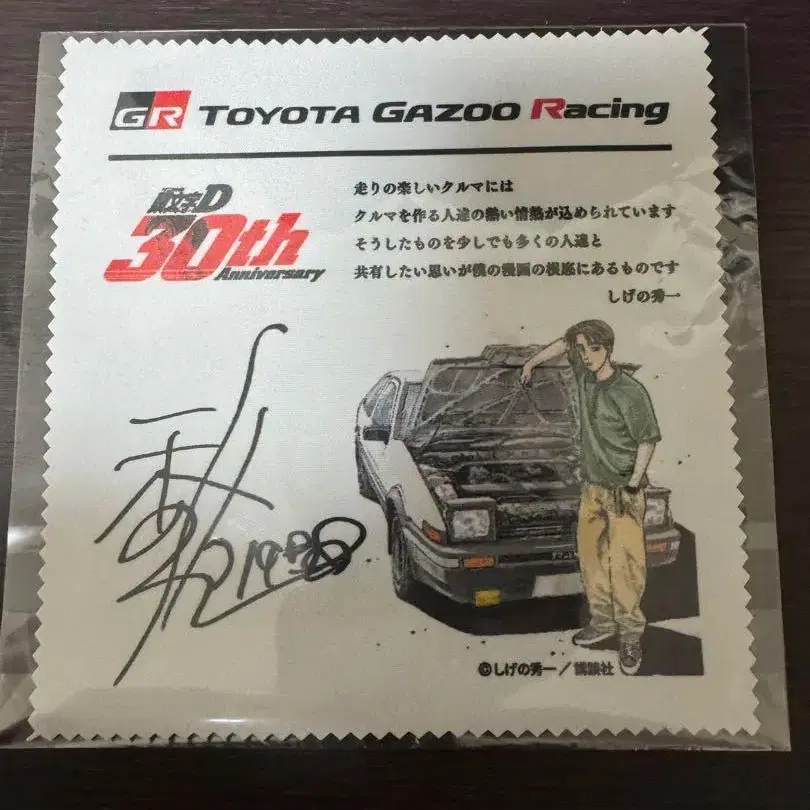 GR TOYOTA GAZOO Racing
頭文字D
30th
Anniversary
走りの楽しいクルマには
クルマを作る人達の熱い情熱が込められています
そうしたものを少しでも多くの人達と
共有したい思いが僕の漫画の根底にあるものです
しげの秀一
©しげの秀一／講談社